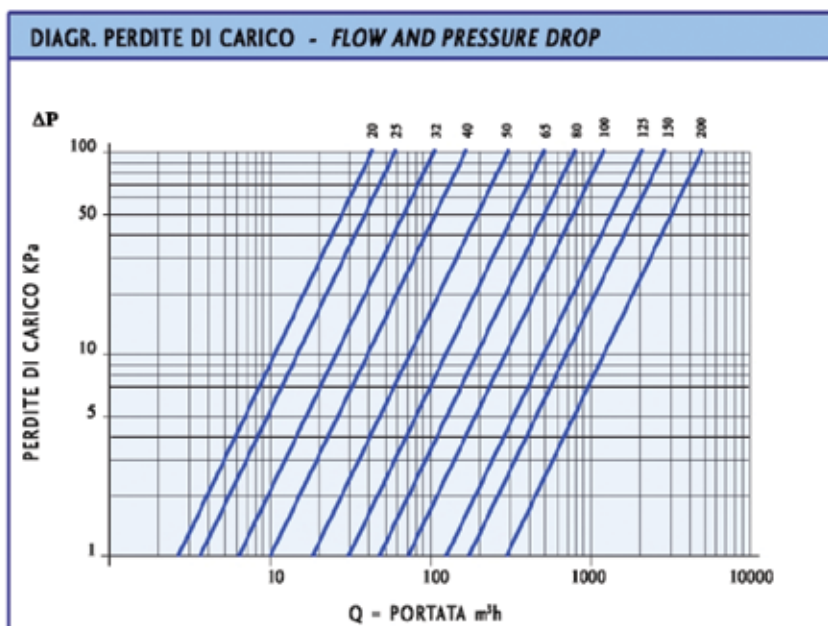 DIAGR. PERDITE DI CARICO - FLOW AND PRESSURE DROP
ΔP
20 25 32 40 50 65 80 100 125 150 200
100
50
10
5
1
PERDITE DI CARICO KPa
10 100 1000 10000
Q - PORTATA m³h